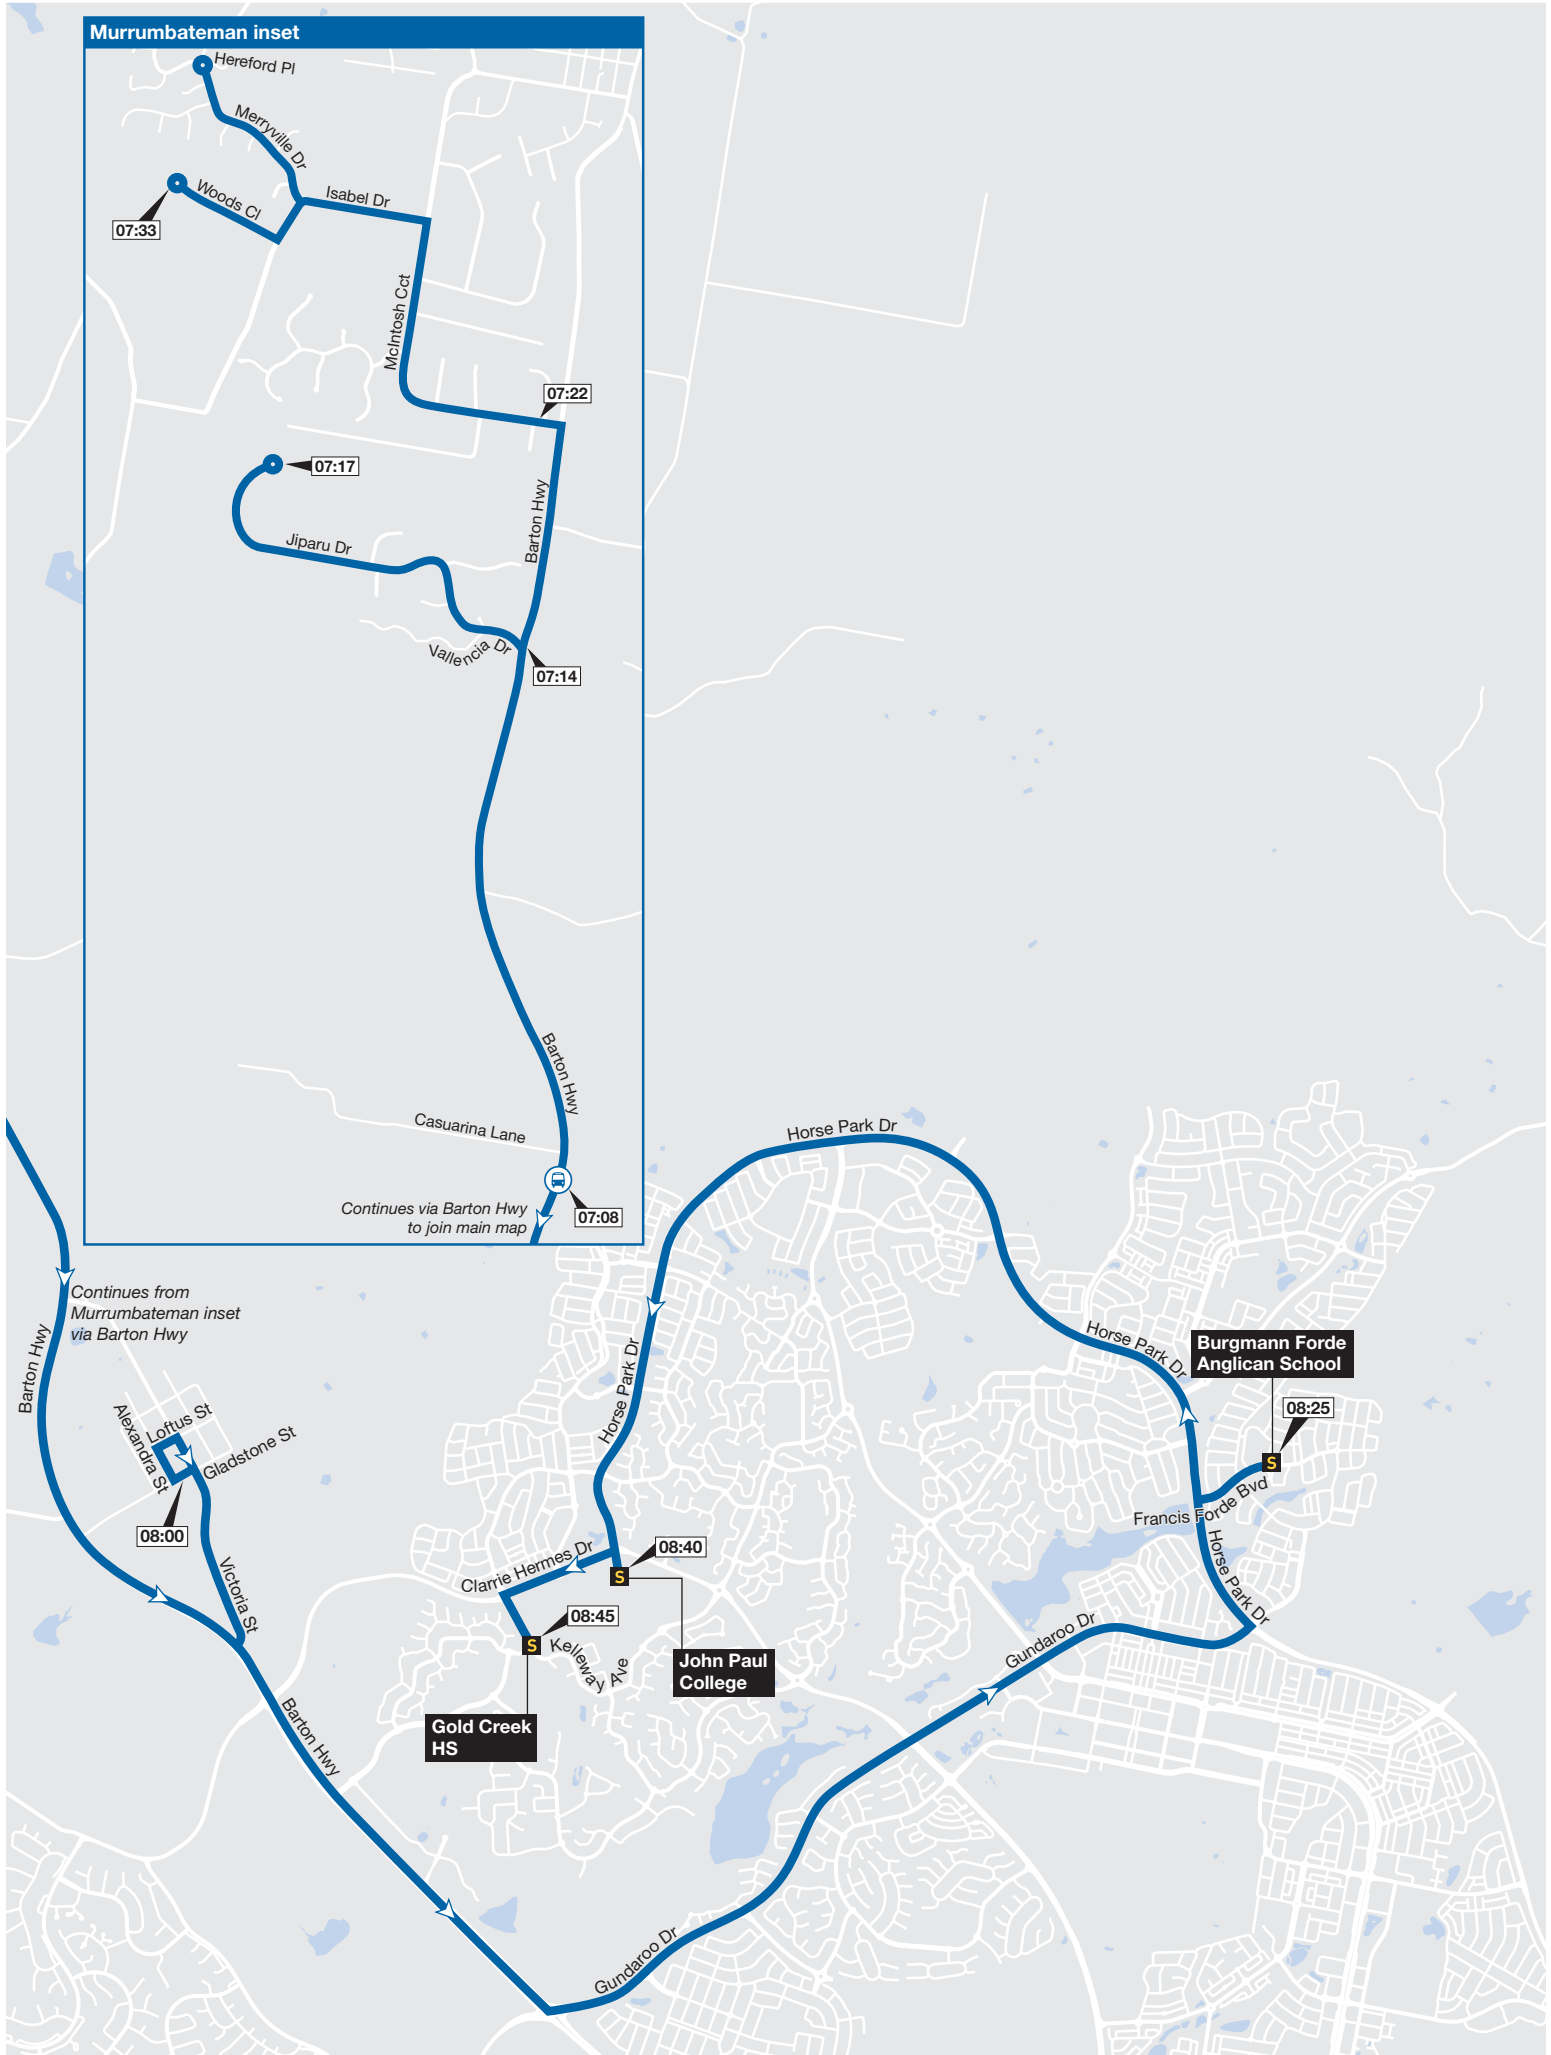 Murrumbateman inset
Hereford Pl
Merryville Dr
Woods Cl
Isabel Dr
07:33
McIntosh Cct
07:22
07:17
Barton Hwy
Jiparu Dr
Vallencia Dr
07:14
Barton Hwy
Casuarina Lane
Continues via Barton Hwy
to join main map
07:08
Horse Park Dr
Continues from
Murrumbateman inset
via Barton Hwy
Barton Hwy
Horse Park Dr
Horse Park Dr
Burgmann Forde
Anglican School
08:25
Loftus St
Alexandra St
Gladstone St
08:00
Francis Forde Bvd
Horse Park Dr
Victoria St
Clarrie Hermes Dr
08:40
08:45
Kelleway Ave
John Paul
College
Gundaroo Dr
Gold Creek
HS
Barton Hwy
Gundaroo Dr
S
S
S